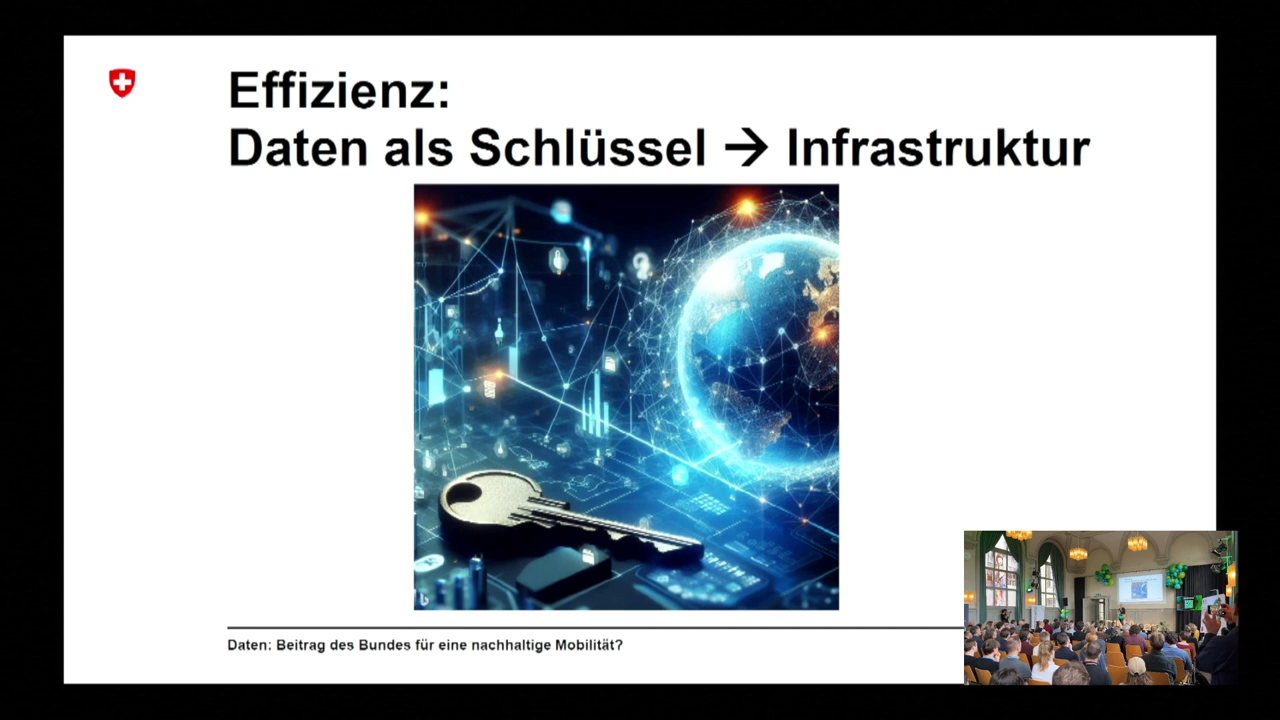 Effizienz:
Daten als Schlüssel → Infrastruktur
Daten: Beitrag des Bundes für eine nachhaltige Mobilität?